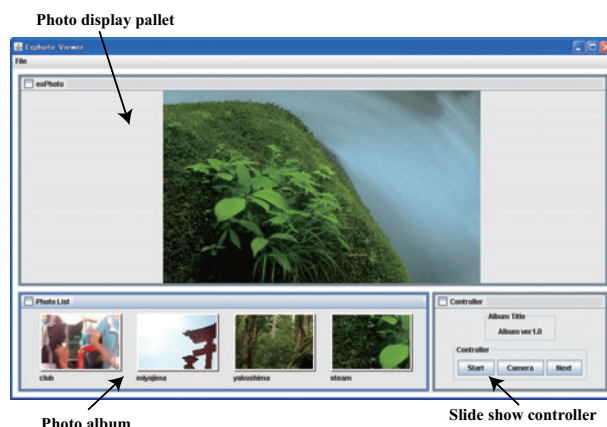 Photo display pallet
Exphoto Viewer
File
exPhoto
Photo List
club
miyajima
yakushima
steam
Controller
Album Title
Album ver1.0
Controller
Start Camera Next
Photo album
Slide show controller